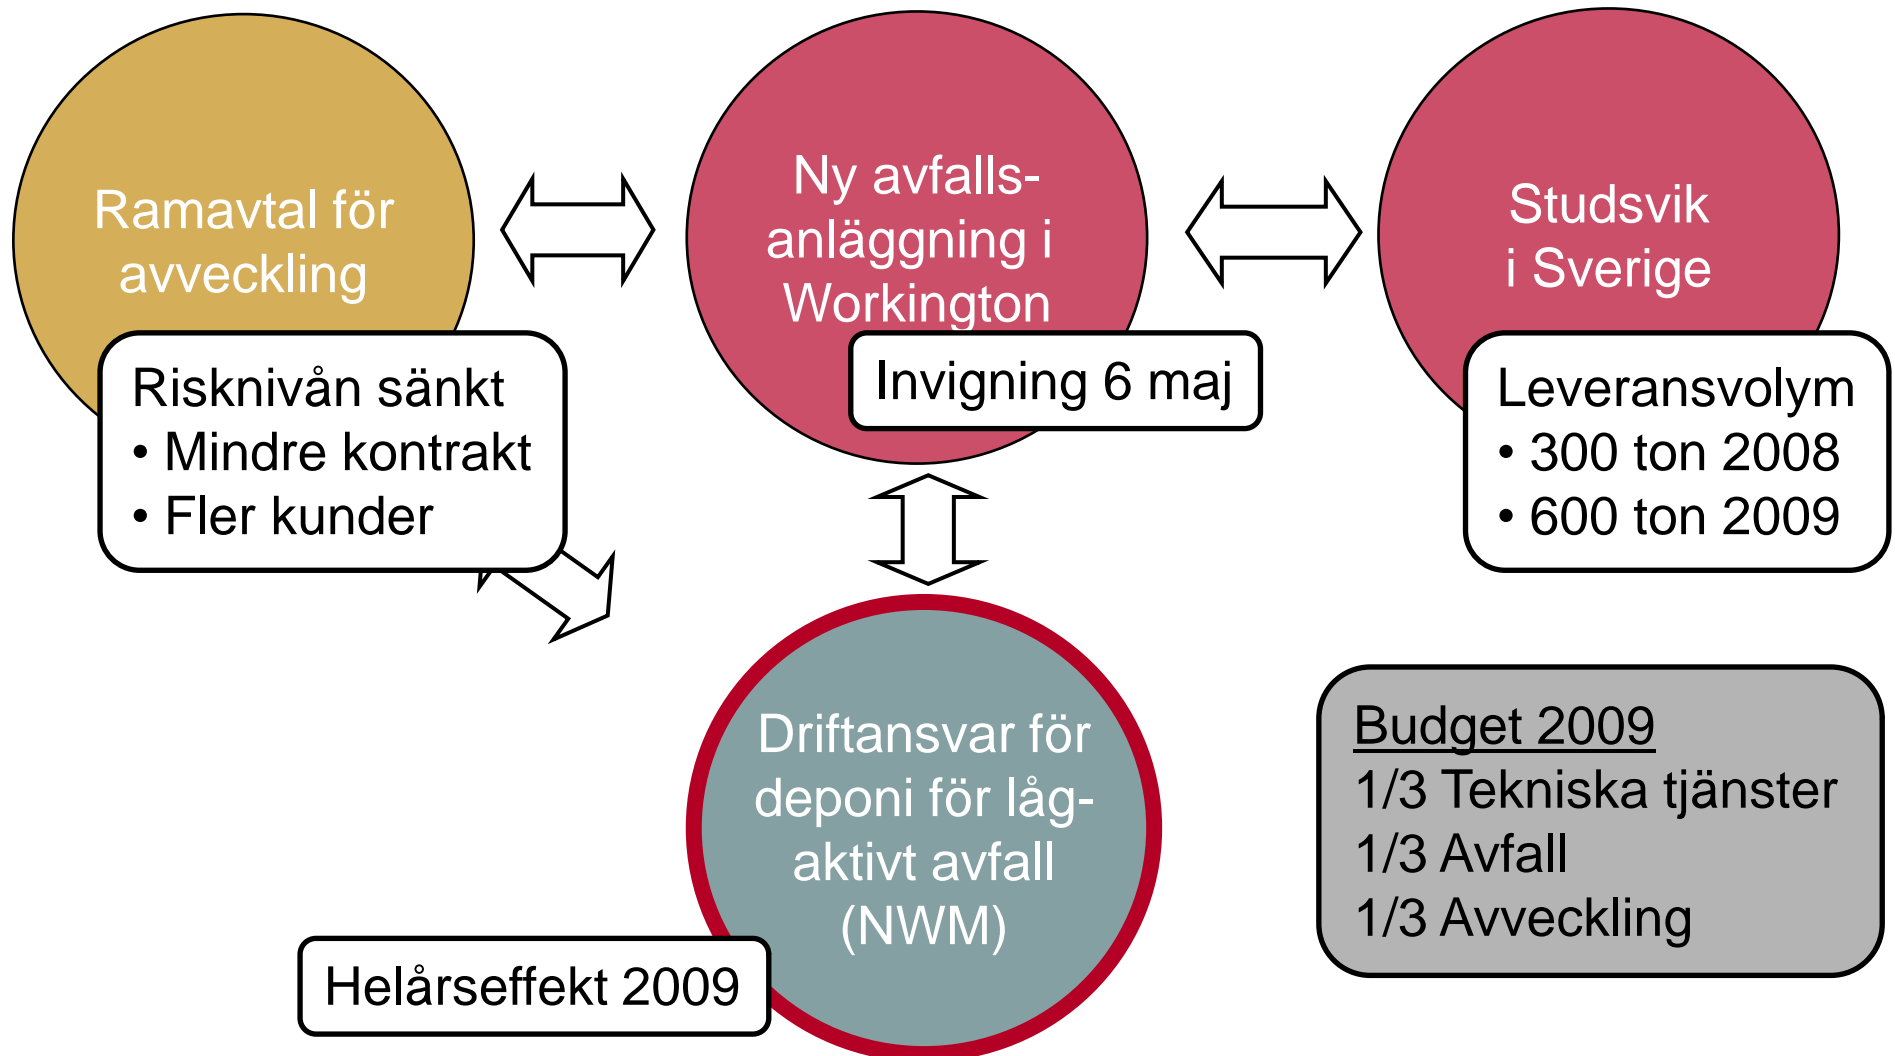 Ramavtal för
avveckling
Risknivån sänkt
• Mindre kontrakt
• Fler kunder
Ny avfalls-
anläggning i
Workington
Invigning 6 maj
Studsvik
i Sverige
Leveransvolym
• 300 ton 2008
• 600 ton 2009
Driftansvar för
deponi för låg-
aktivt avfall
(NWM)
Helårseffekt 2009
Budget 2009
1/3 Tekniska tjänster
1/3 Avfall
1/3 Avveckling